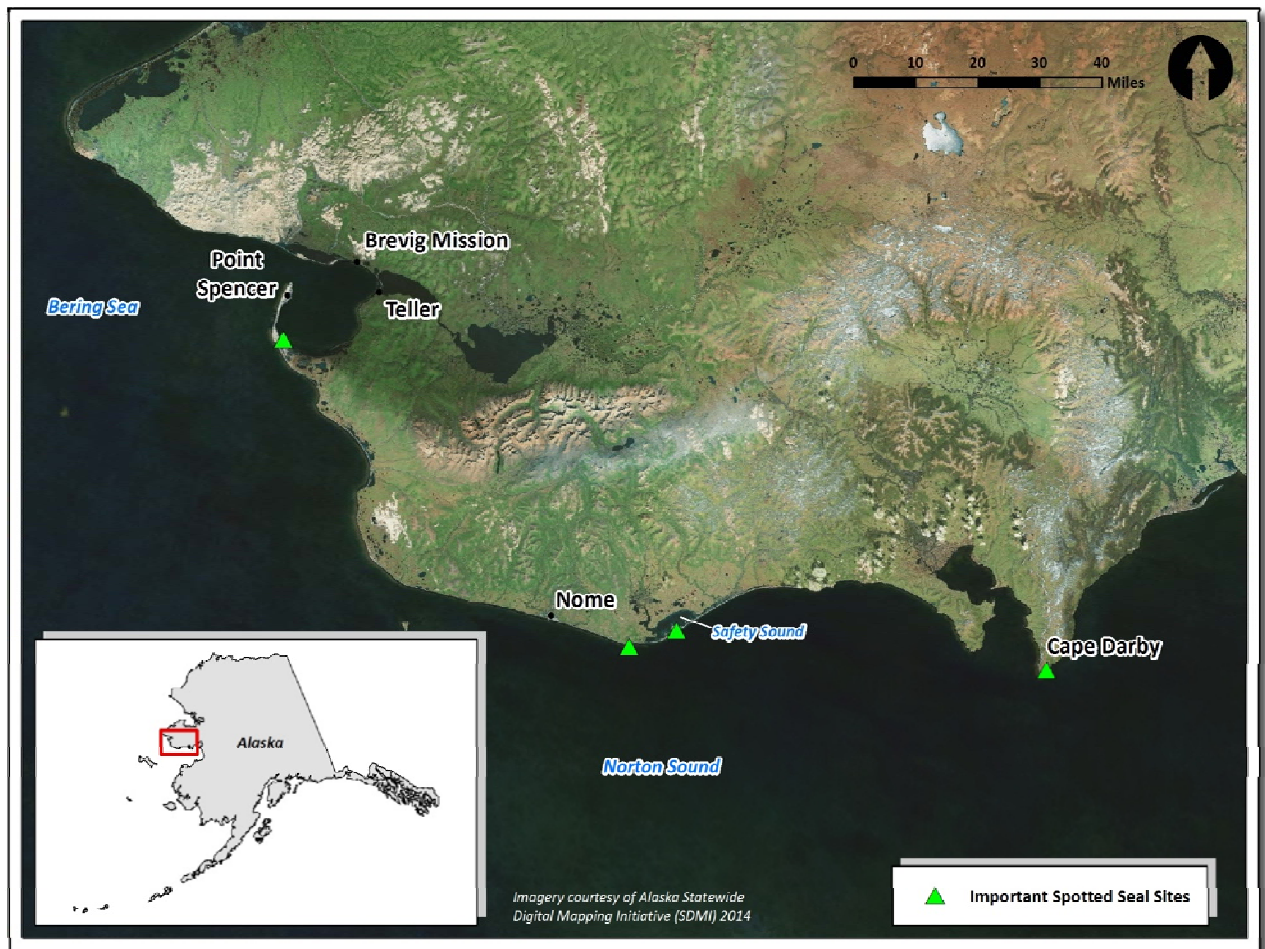 0 10 20 30 40
Miles
Brevig Mission
Point
Spencer
Bering Sea
Teller
Nome
Safety Sound
Cape Darby
Alaska
Norton Sound
Imagery courtesy of Alaska Statewide
Digital Mapping Initiative (SDMI) 2014
Important Spotted Seal Sites